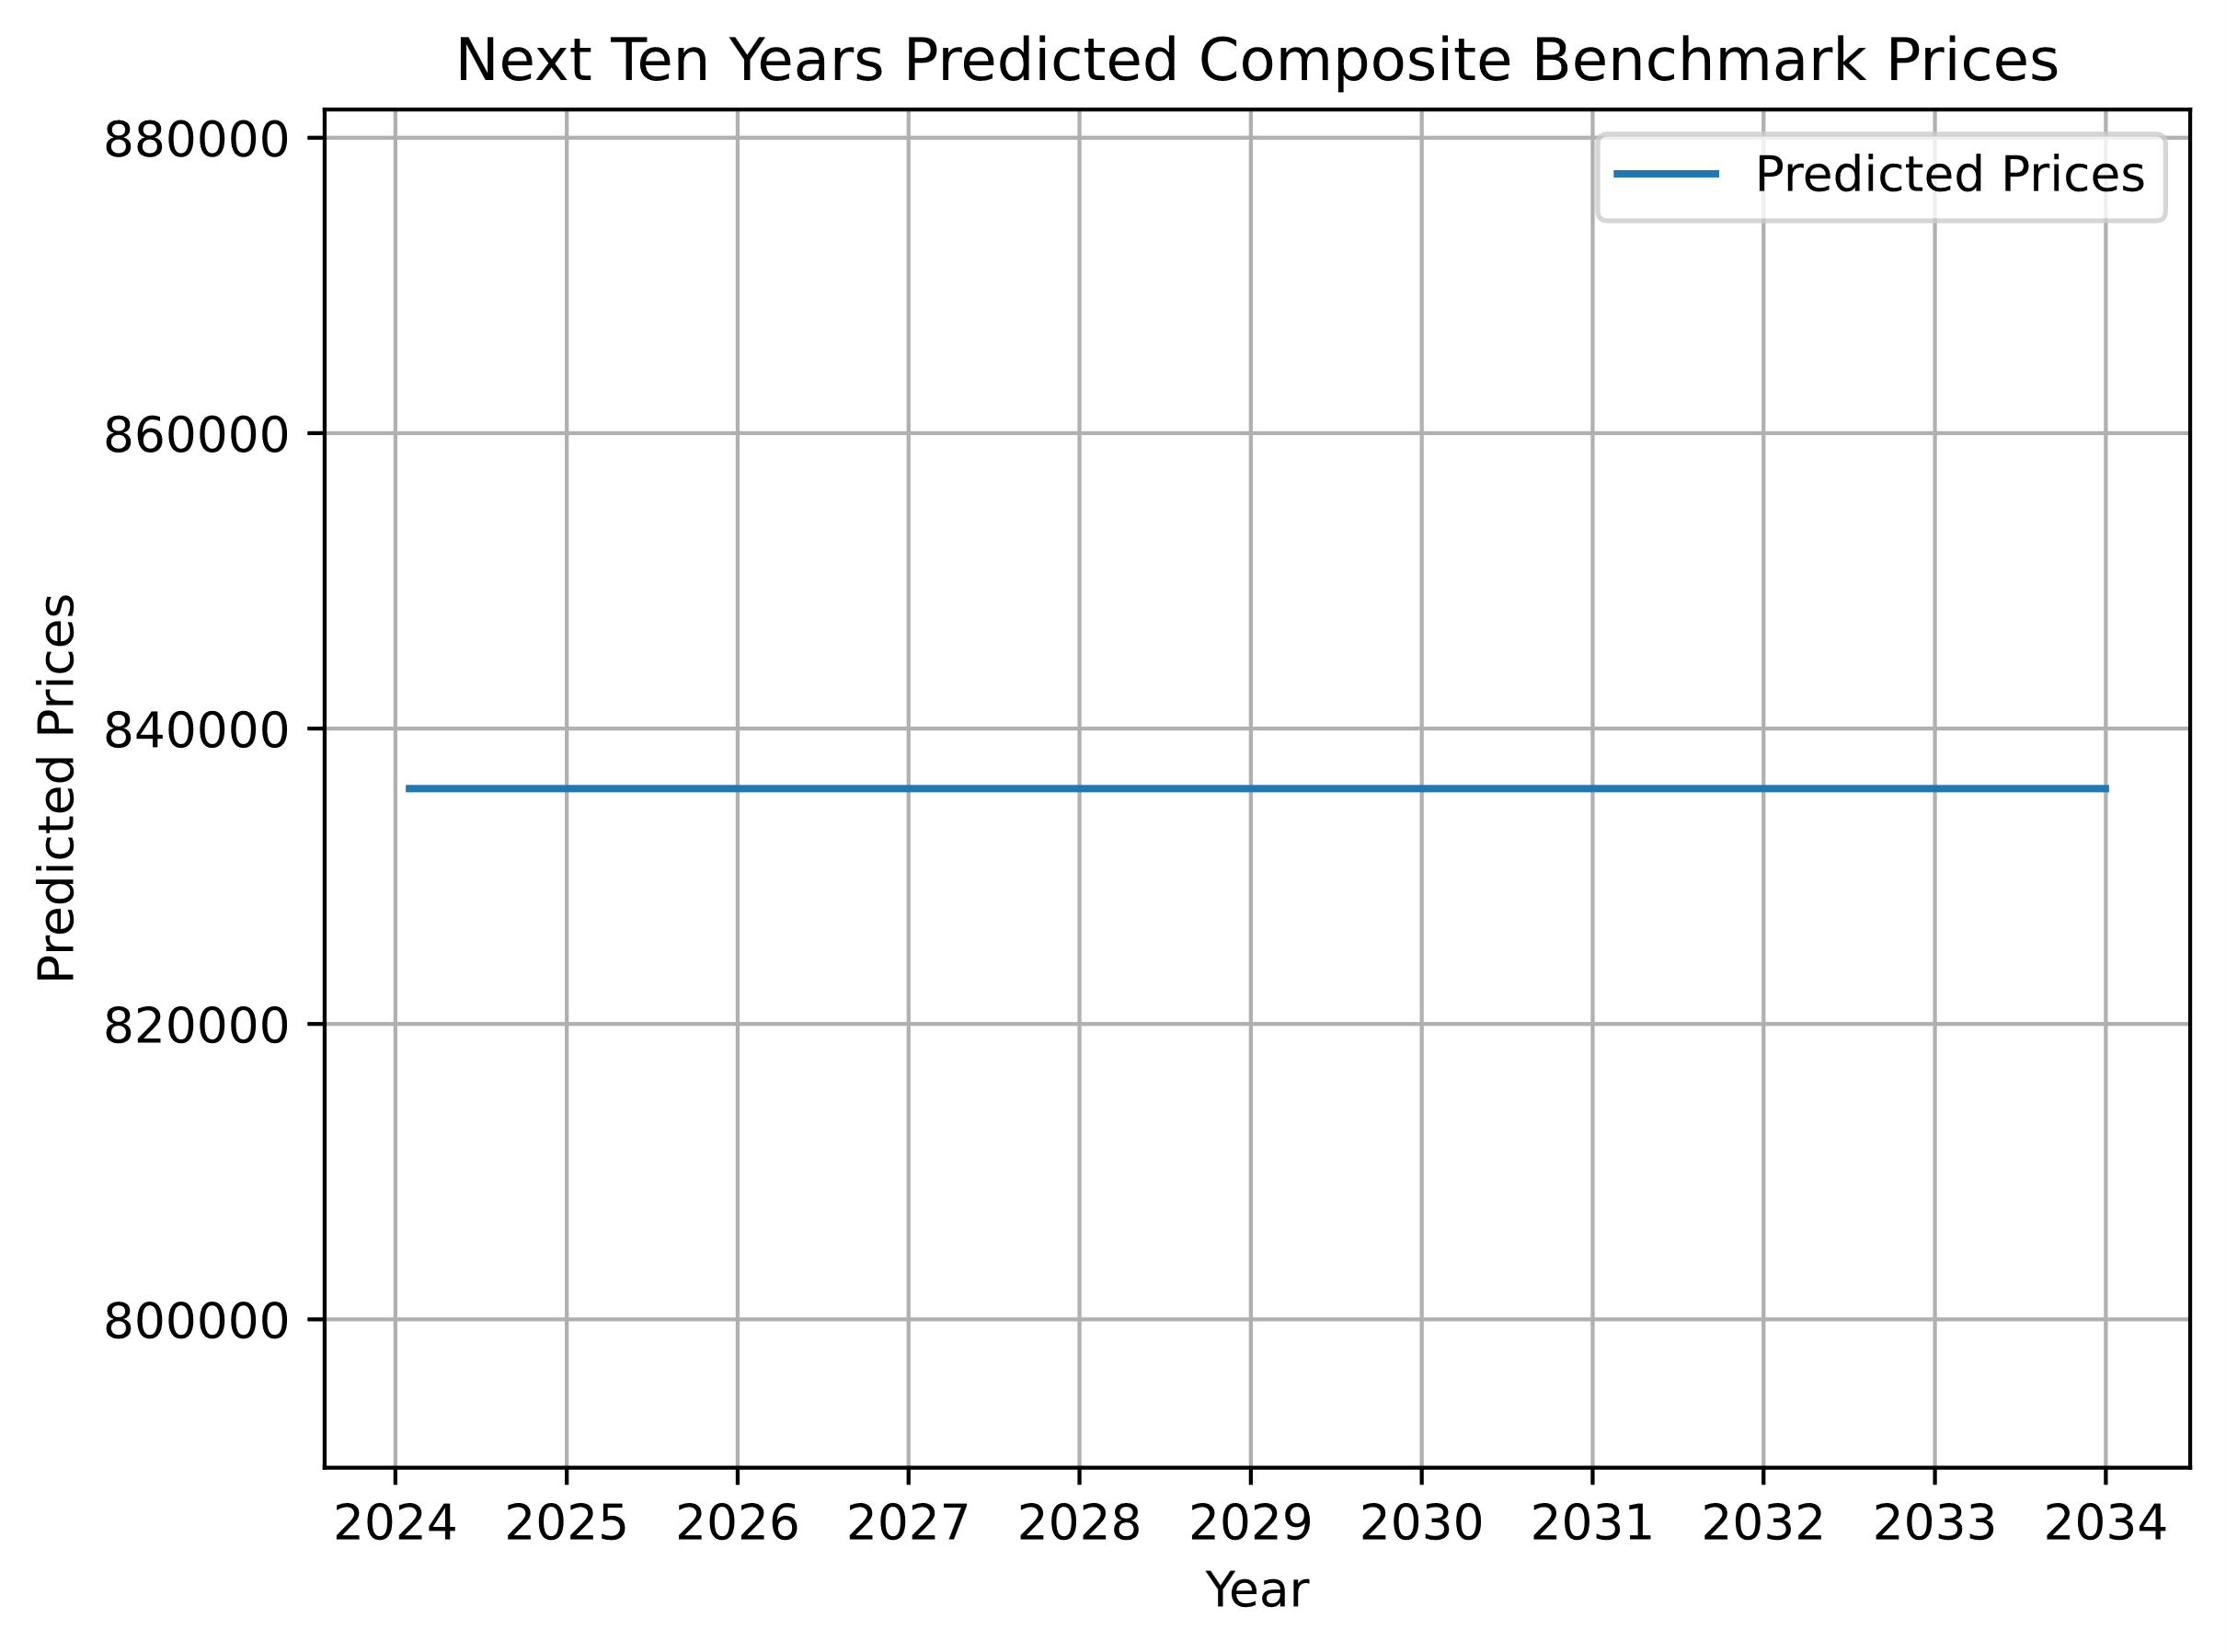 Next Ten Years Predicted Composite Benchmark Prices
880000
Predicted Prices
860000
840000
820000
800000
Predicted Prices
2024 2025 2026 2027 2028 2029 2030 2031 2032 2033 2034
Year